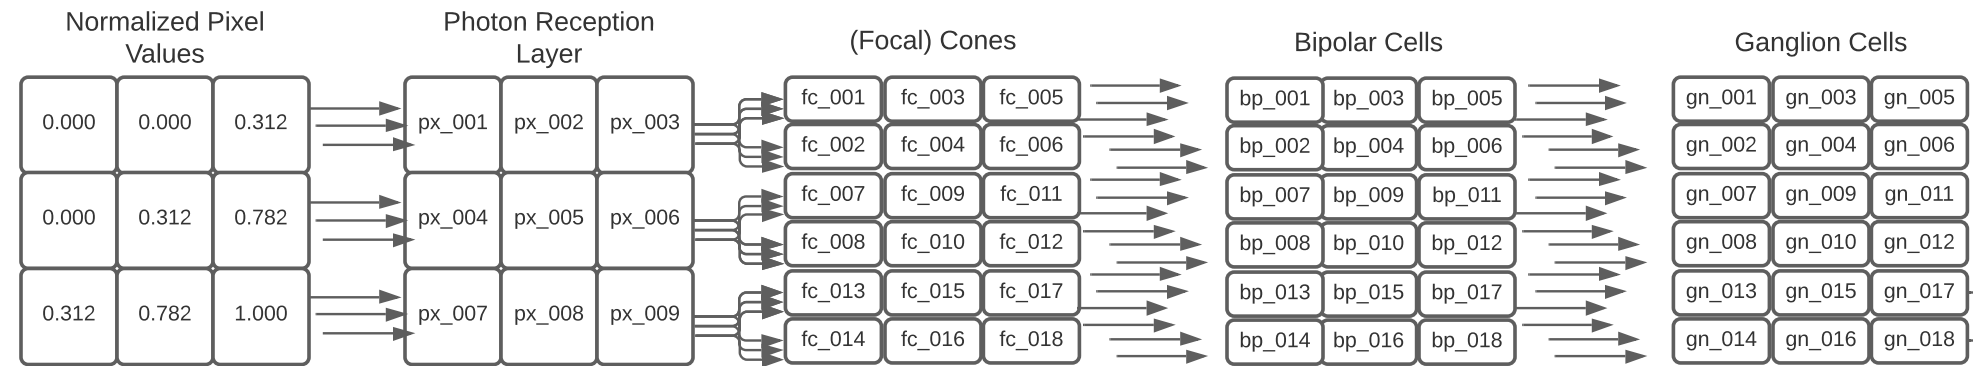 Normalized Pixel
Values
Photon Reception
Layer
(Focal) Cones
Bipolar Cells
Ganglion Cells
0.000 0.000 0.312
0.000 0.312 0.782
0.312 0.782 1.000
px_001 px_002 px_003
px_004 px_005 px_006
px_007 px_008 px_009
fc_001 fc_003 fc_005
fc_002 fc_004 fc_006
fc_007 fc_009 fc_011
fc_008 fc_010 fc_012
fc_013 fc_015 fc_017
fc_014 fc_016 fc_018
bp_001 bp_003 bp_005
bp_002 bp_004 bp_006
bp_007 bp_009 bp_011
bp_008 bp_010 bp_012
bp_013 bp_015 bp_017
bp_014 bp_016 bp_018
gn_001 gn_003 gn_005
gn_002 gn_004 gn_006
gn_007 gn_009 gn_011
gn_008 gn_010 gn_012
gn_013 gn_015 gn_017
gn_014 gn_016 gn_018